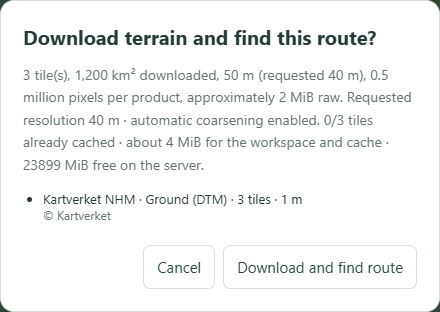 Download terrain and find this route?
3 tile(s), 1,200 km² downloaded, 50 m (requested 40 m), 0.5
million pixels per product, approximately 2 MiB raw. Requested
resolution 40 m · automatic coarsening enabled. 0/3 tiles
already cached · about 4 MiB for the workspace and cache ·
23899 MiB free on the server.
• Kartverket NHM · Ground (DTM) · 3 tiles · 1 m
© Kartverket
Cancel
Download and find route